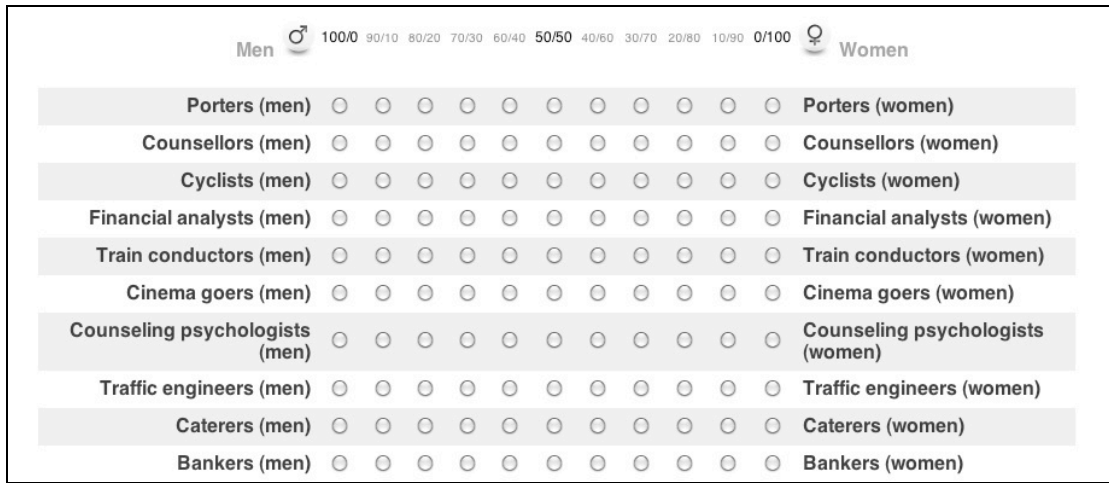 Men ♂ 100/0 90/10 80/20 70/30 60/40 50/50 40/60 30/70 20/80 10/90 0/100 ♀ Women
Porters (men) Porters (women)
Counsellors (men) Counsellors (women)
Cyclists (men) Cyclists (women)
Financial analysts (men) Financial analysts (women)
Train conductors (men) Train conductors (women)
Cinema goers (men) Cinema goers (women)
Counseling psychologists Counseling psychologists
(men) (women)
Traffic engineers (men) Traffic engineers (women)
Caterers (men) Caterers (women)
Bankers (men) Bankers (women)